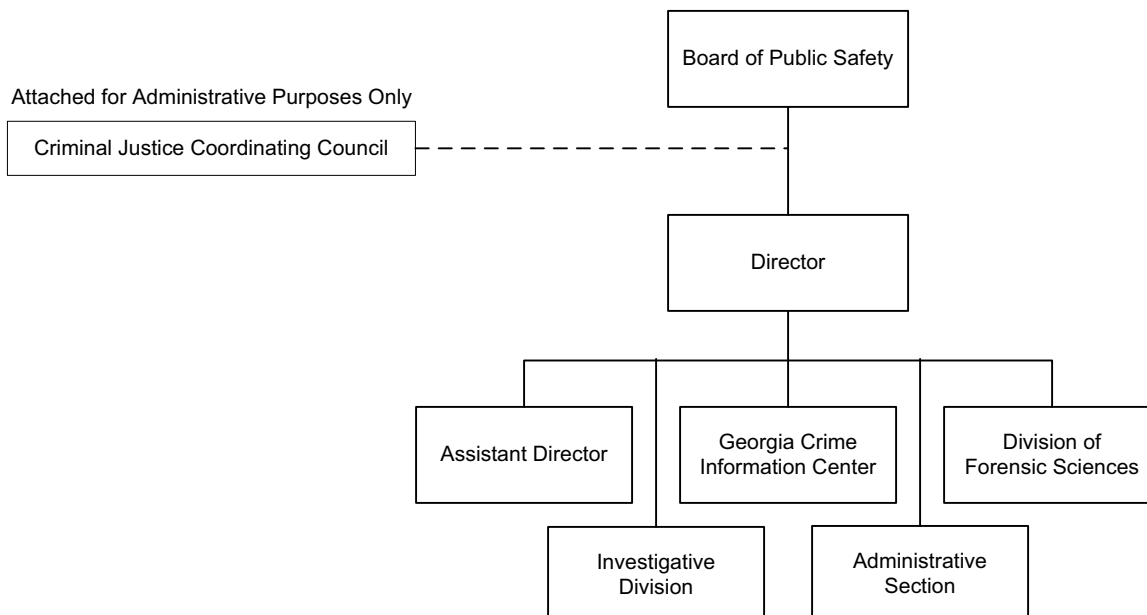 Board of Public Safety
Attached for Administrative Purposes Only
Criminal Justice Coordinating Council
Director
Assistant Director
Georgia Crime
Information Center
Division of
Forensic Sciences
Investigative
Division
Administrative
Section